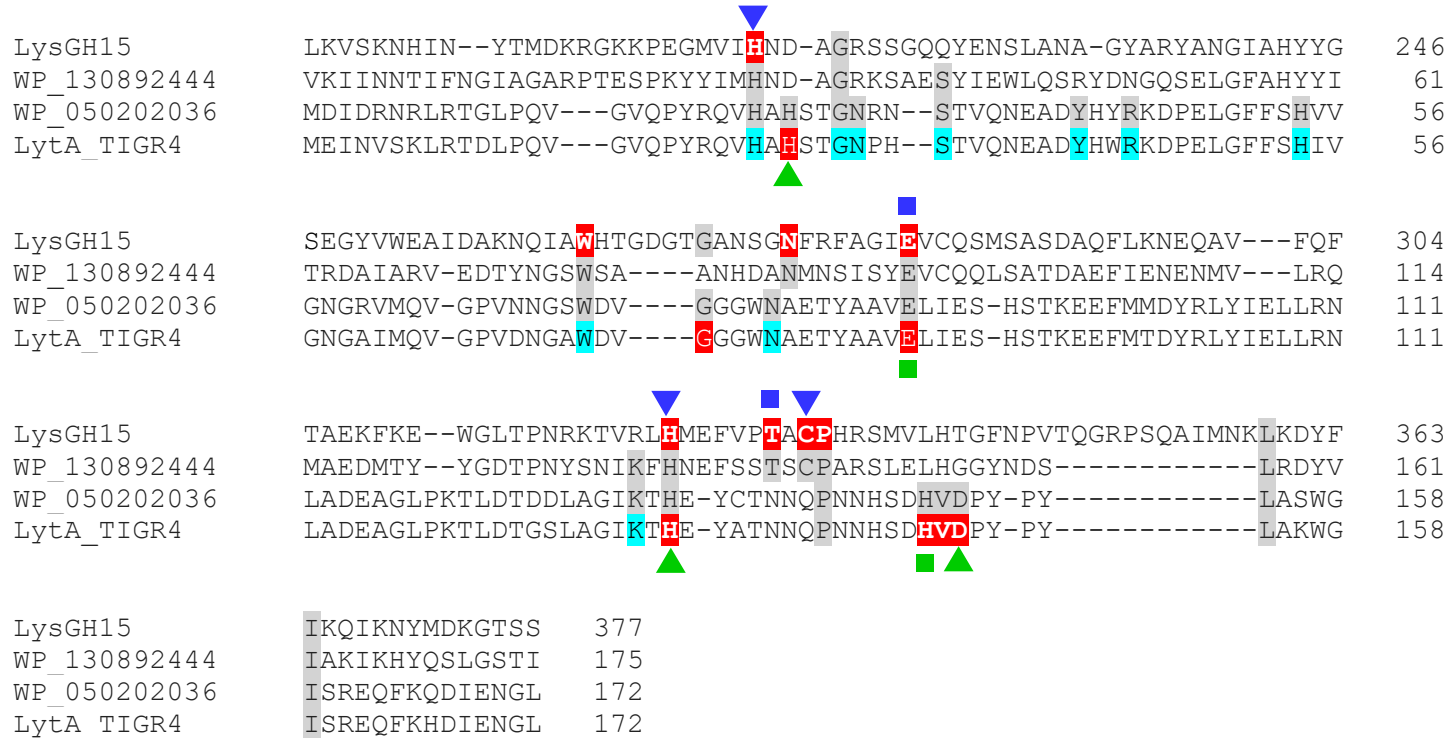 LysGH15 LKVSKNHIN--YTMDKRGKKPEGMVIHND-AGRSSGQQYENSLANA-GYARYANGIAHYYG 246
WP_130892444 VKIINNTIFNGIAGARPTESPKYYIMHND-AGRKSAESYIEWLQSRYDNGQSELGFAHYYI 61
WP_050202036 MDIDRNRLRTGLPQV---GVQPYRQVHAHSTGNRN--STVQNEADYHYRKDPELGFFSHVV 56
LytA_TIGR4 MEINVSKLRTDLPQV---GVQPYRQVHAHSTGNPH--STVQNEADYHWRKDPELGFFSHIV 56
LysGH15 SEGYVWEAIDAKNQIAWHTGDGTGANSGNFRFAGIEVCQSMSASDAQFLKNEQAV---FQF 304
WP_130892444 TRDAIARV-EDTYNGSWSA----ANHDANMNSISYEVCQQLSATDAEFIENENMV---LRQ 114
WP_050202036 GNGRVMQV-GPVNNGSWDV----GGGWNAETYAAVELIES-HSTKEEFMMDYRLYIELLRN 111
LytA_TIGR4 GNGAIMQV-GPVDNGAWDV----GGGWNAETYAAVELIES-HSTKEEFMTDYRLYIELLRN 111
LysGH15 TAEKFKE--WGLTPNRKTVRLHMEFVPTACPHRSMVLHTGFNPVTQGRPSQAIMNKLKDYF 363
WP_130892444 MAEDMTY--YGDTPNYSNIKFHNEFSSTSCPARSLELHGGYNDS------------LRDYV 161
WP_050202036 LADEAGLPKTLDTDDLAGIKTHE-YCTNNQPNNHSDHVDPY-PY------------LASWG 158
LytA_TIGR4 LADEAGLPKTLDTGSLAGIKTHE-YATNNQPNNHSDHVDPY-PY------------LAKWG 158
LysGH15 IKQIKNYMDKGTSS 377
WP_130892444 IAKIKHYQSLGSTI 175
WP_050202036 ISREQFKQDIENGL 172
LytA TIGR4 ISREQFKHDIENGL 172